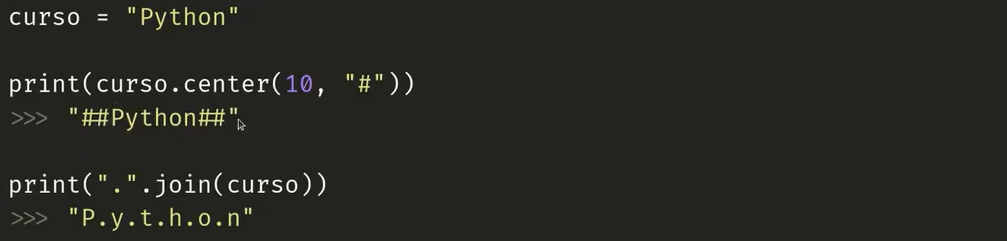 curso = "Python"
print(curso.center(10, "#"))
>>> "##Python##"
print(".".join(curso))
>>> "P.y.t.h.o.n"